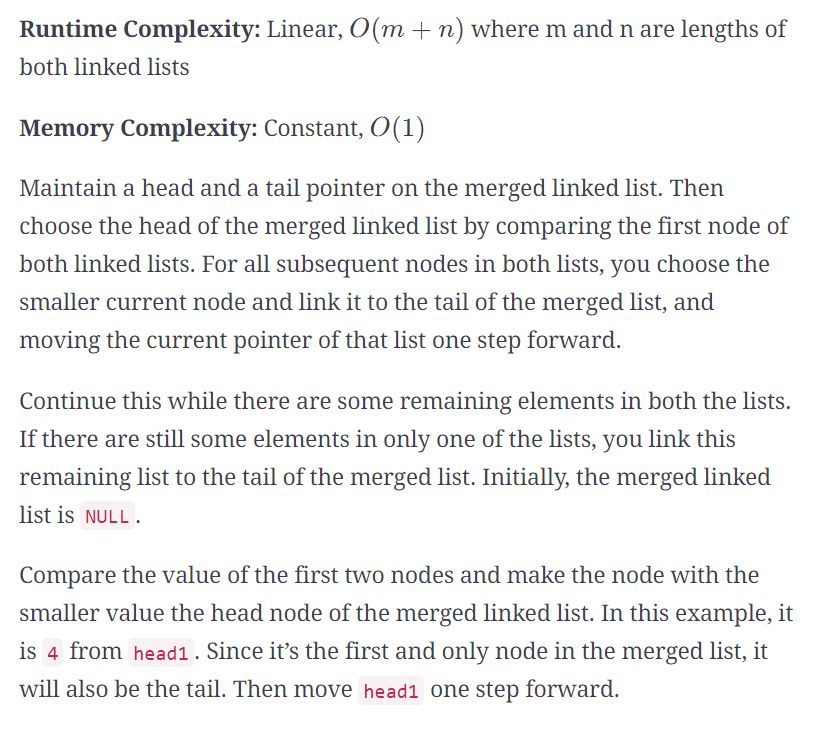 Runtime Complexity: Linear, O(m + n) where m and n are lengths of
both linked lists
Memory Complexity: Constant, O(1)
Maintain a head and a tail pointer on the merged linked list. Then
choose the head of the merged linked list by comparing the first node of
both linked lists. For all subsequent nodes in both lists, you choose the
smaller current node and link it to the tail of the merged list, and
moving the current pointer of that list one step forward.
Continue this while there are some remaining elements in both the lists.
If there are still some elements in only one of the lists, you link this
remaining list to the tail of the merged list. Initially, the merged linked
list is NULL.
Compare the value of the first two nodes and make the node with the
smaller value the head node of the merged linked list. In this example, it
is 4 from head1. Since it’s the first and only node in the merged list, it
will also be the tail. Then move head1 one step forward.